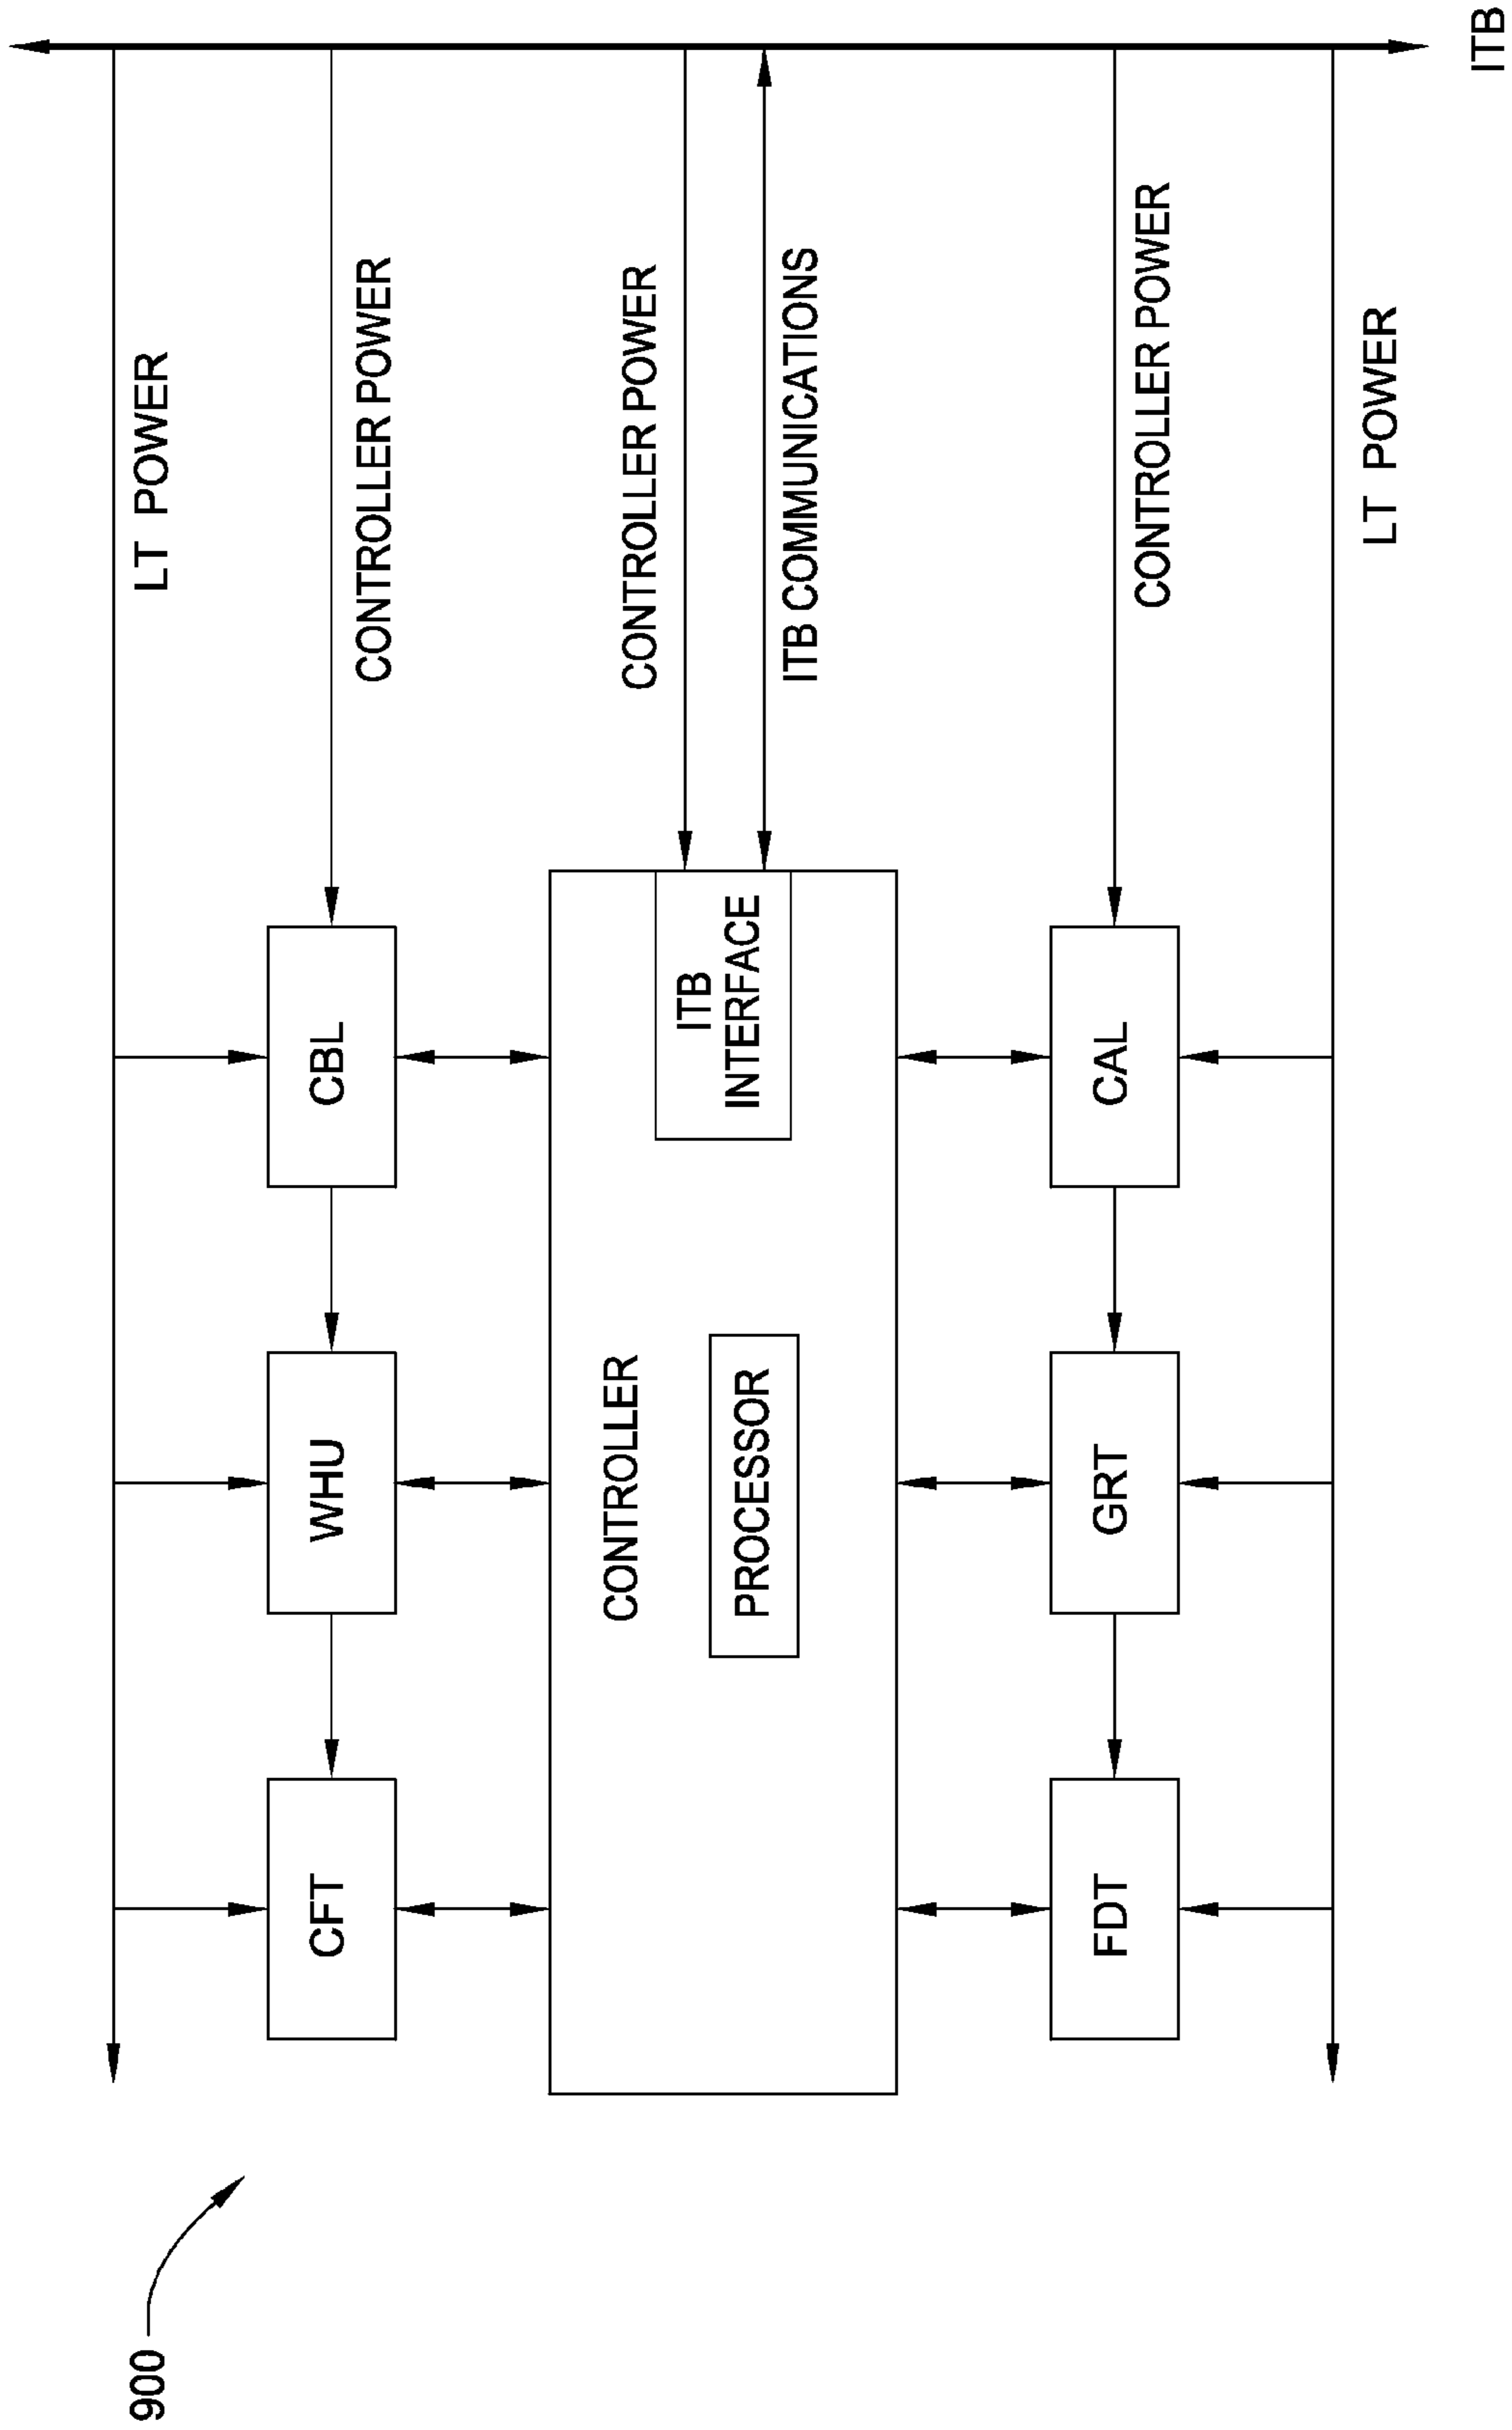 900
LT POWER
CFT
WHU
CBL
CONTROLLER POWER
CONTROLLER
CONTROLLER POWER
PROCESSOR
ITB
INTERFACE
ITB COMMUNICATIONS
FDT
GRT
CAL
CONTROLLER POWER
LT POWER
ITB